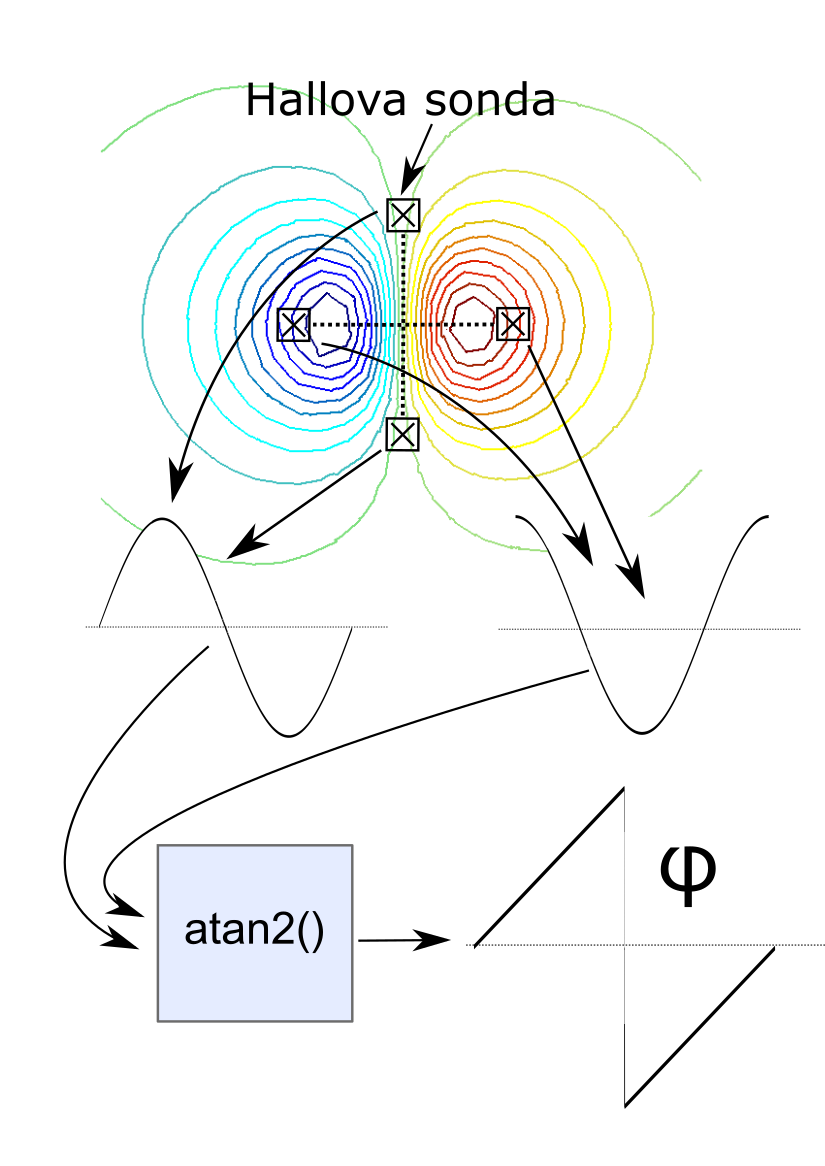 Hallova sonda
φ
atan2()